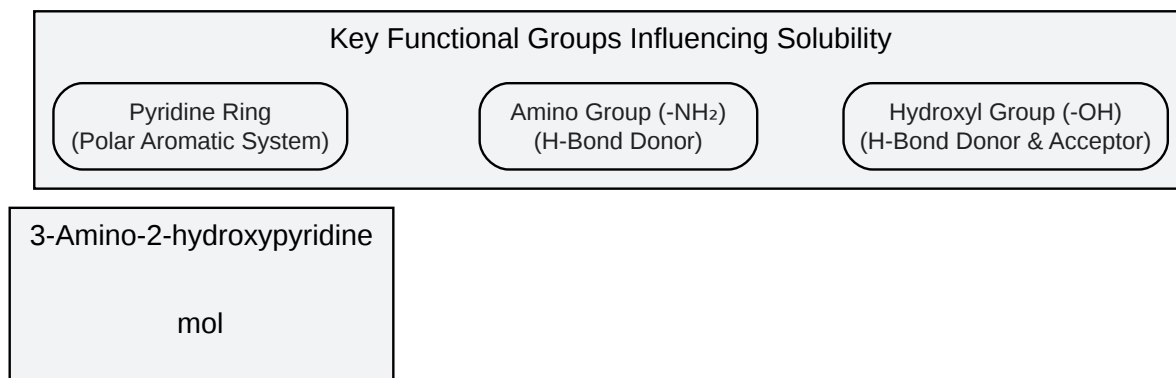 Key Functional Groups Influencing Solubility
Pyridine Ring
(Polar Aromatic System)
Amino Group (-NH₂)
(H-Bond Donor)
Hydroxyl Group (-OH)
(H-Bond Donor & Acceptor)
3-Amino-2-hydroxypyridine
mol